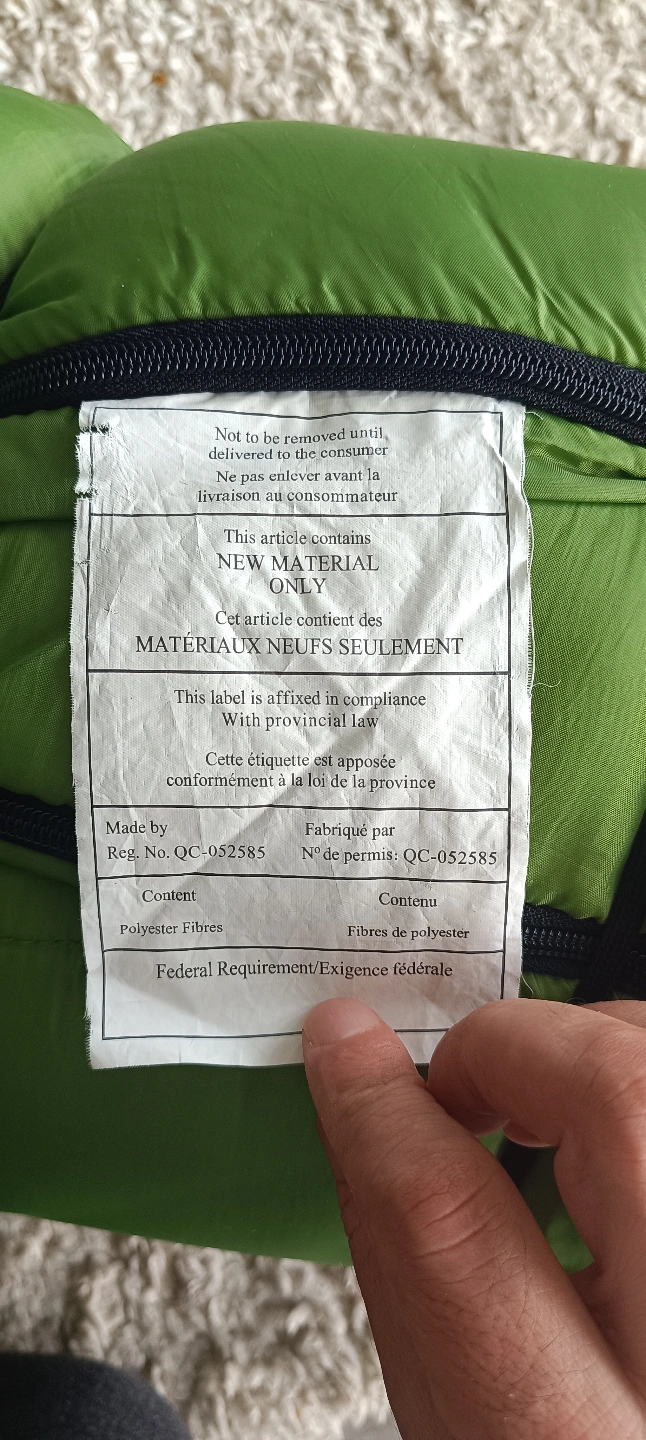 Not to be removed until
delivered to the consumer
Ne pas enlever avant la
livraison au consommateur
This article contains
NEW MATERIAL
ONLY
Cet article contient des
MATÉRIAUX NEUFS SEULEMENT
This label is affixed in compliance
With provincial law
Cette étiquette est apposée
conformément à la loi de la province
Made by
Reg. No. QC-052585
Fabriqué par
Nº de permis: QC-052585
Content
Polyester Fibres
Contenu
Fibres de polyester
Federal Requirement/Exigence fédérale